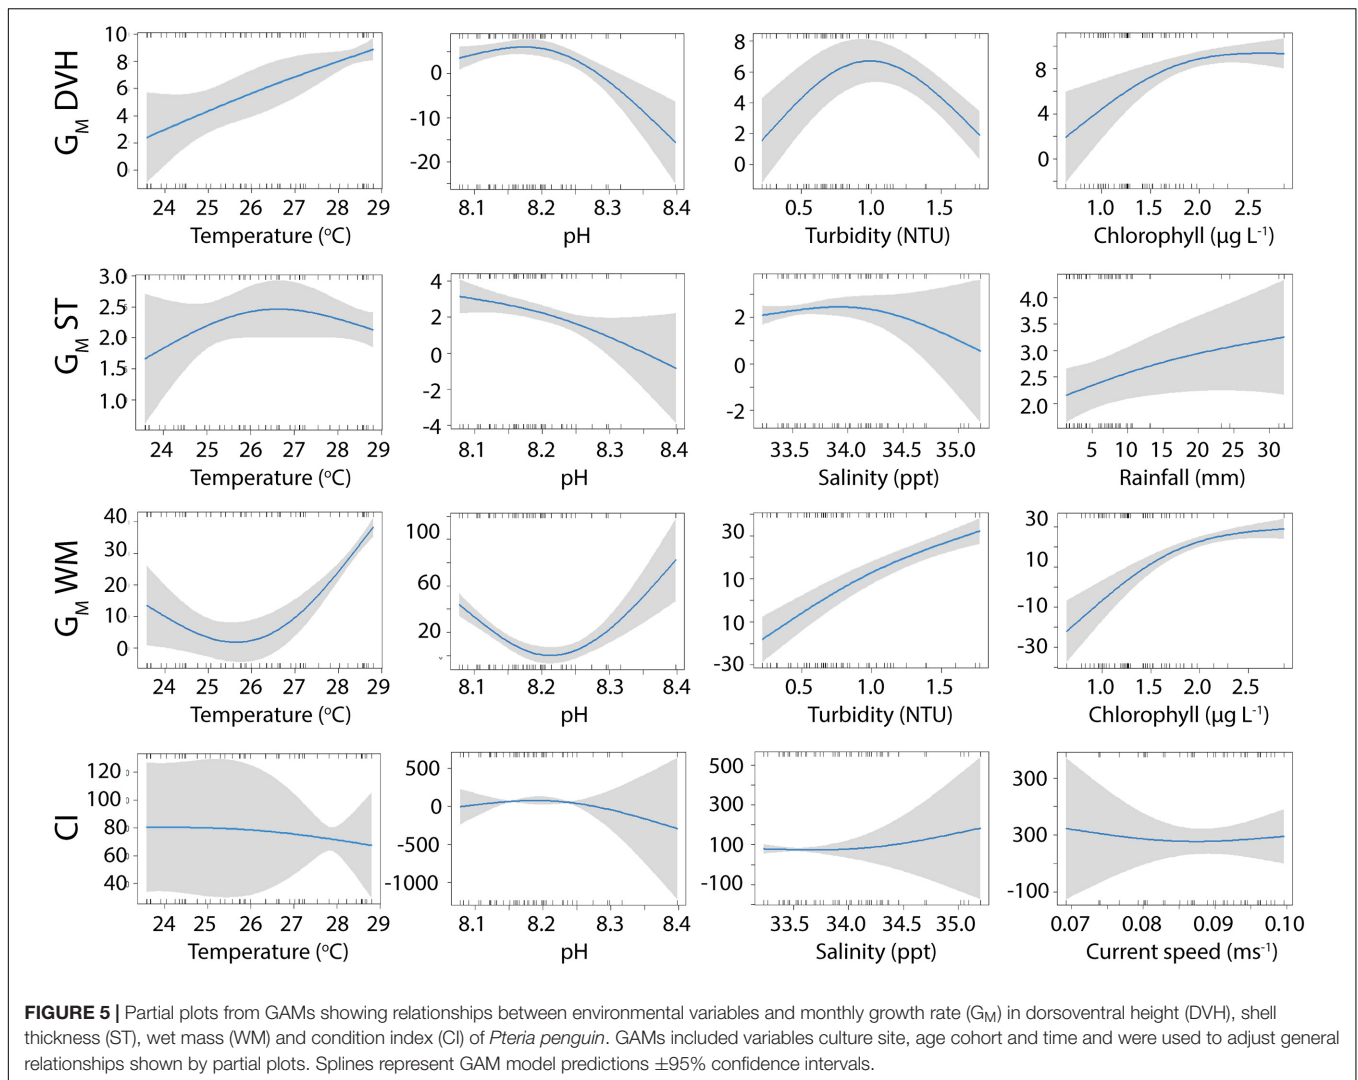 G_M DVH
10
8
6
4
2
0
24 25 26 27 28 29
Temperature (ºC)
0
-10
-20
8.1 8.2 8.3 8.4
pH
8
6
4
2
0
0.5 1.0 1.5
Turbidity (NTU)
8
4
0
1.0 1.5 2.0 2.5
Chlorophyll (µg L⁻¹)
G_M ST
3.0
2.5
2.0
1.5
1.0
24 25 26 27 28 29
Temperature (ºC)
4
2
0
-2
-4
8.1 8.2 8.3 8.4
pH
2
0
-2
33.5 34.0 34.5 35.0
Salinity (ppt)
4.0
3.5
3.0
2.5
2.0
5 10 15 20 25 30
Rainfall (mm)
G_M WM
40
30
20
10
0
24 25 26 27 28 29
Temperature (ºC)
100
60
20
8.1 8.2 8.3 8.4
pH
30
10
10
-30
0.5 1.0 1.5
Turbidity (NTU)
30
10
-10
-30
1.0 1.5 2.0 2.5
Chlorophyll (µg L⁻¹)
CI
120
100
80
60
40
24 25 26 27 28 29
Temperature (ºC)
500
0
-500
-1000
8.1 8.2 8.3 8.4
pH
500
300
100
-100
33.5 34.0 34.5 35.0
Salinity (ppt)
300
300
-100
0.07 0.08 0.09 0.10
Current speed (ms⁻¹)
FIGURE 5 | Partial plots from GAMs showing relationships between environmental variables and monthly growth rate (G_M) in dorsoventral height (DVH), shell
thickness (ST), wet mass (WM) and condition index (CI) of Pteria penguin. GAMs included variables culture site, age cohort and time and were used to adjust general
relationships shown by partial plots. Splines represent GAM model predictions ±95% confidence intervals.